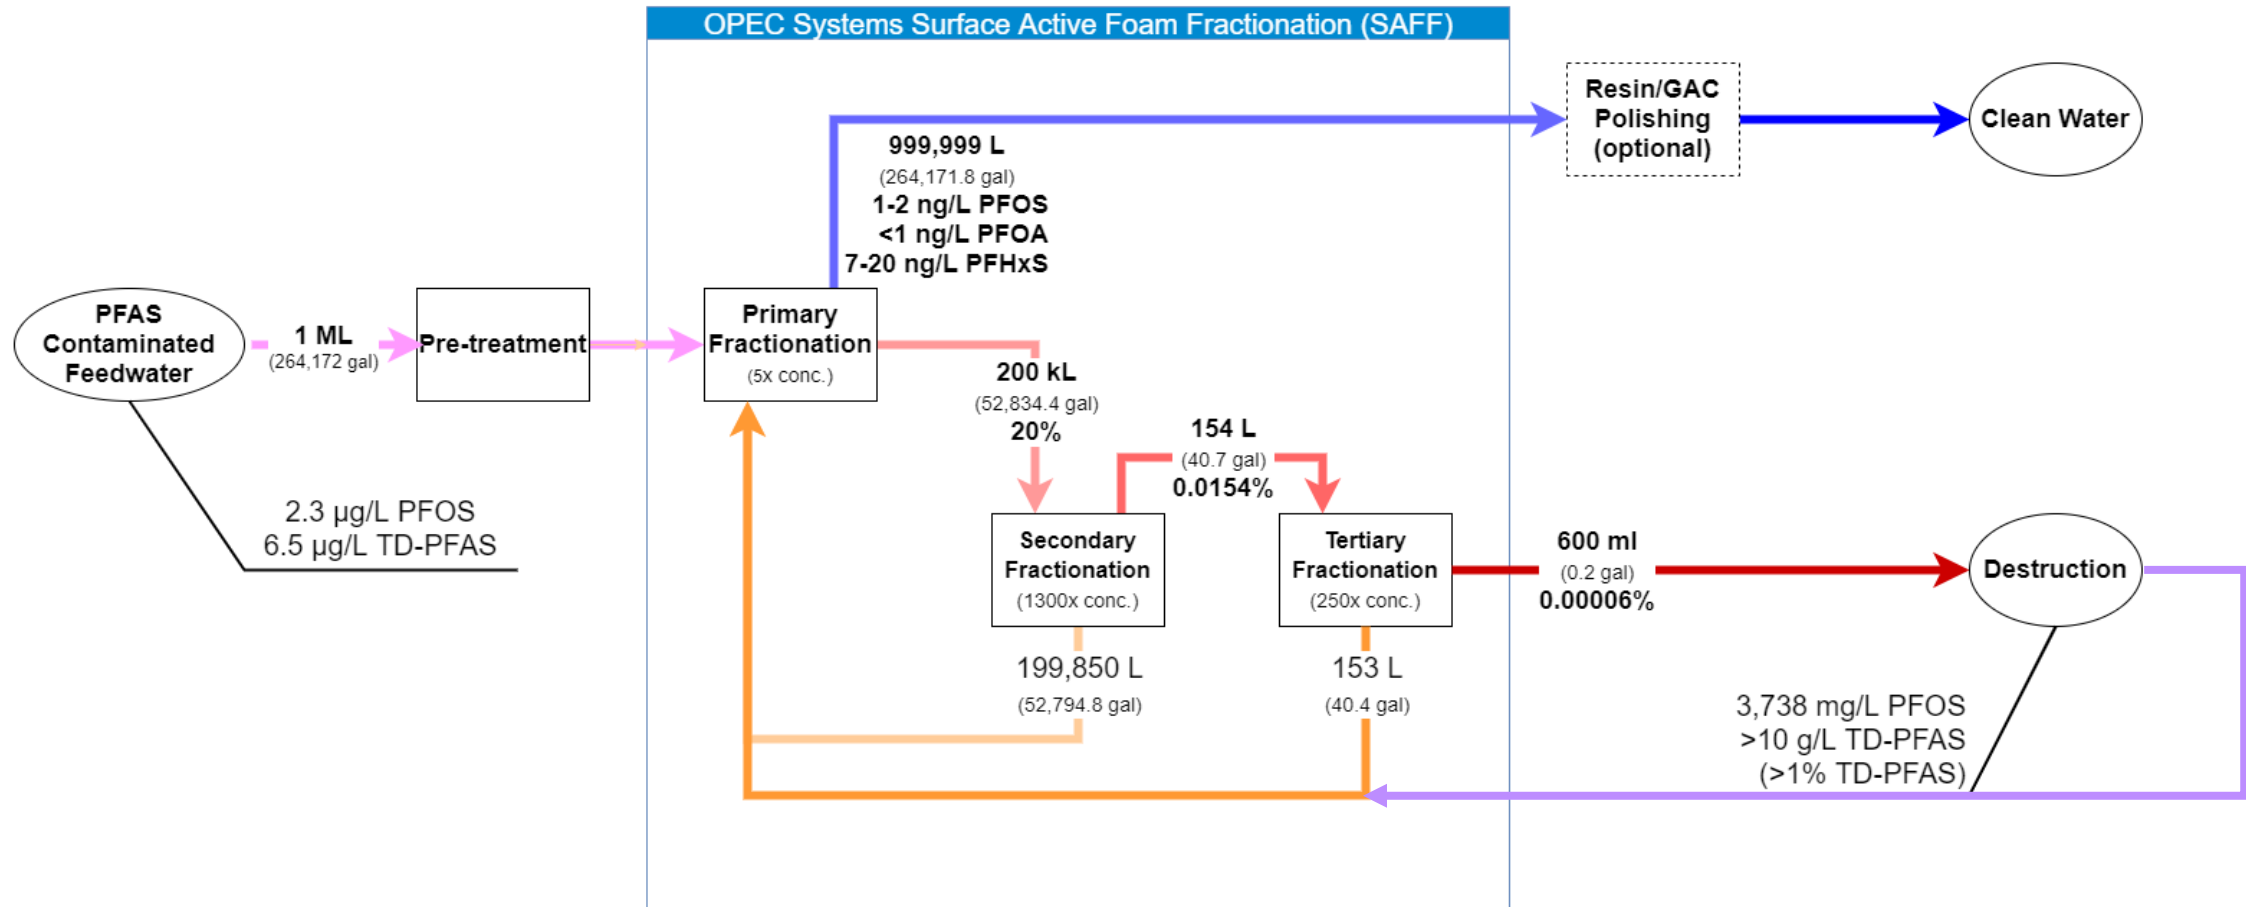 OPEC Systems Surface Active Foam Fractionation (SAFF)
Resin/GAC
Polishing
(optional)
Clean Water
999,999 L
(264,171.8 gal)
1-2 ng/L PFOS
<1 ng/L PFOA
7-20 ng/L PFHxS
PFAS
Contaminated
Feedwater
1 ML
(264,172 gal)
Pre-treatment
Primary
Fractionation
(5x conc.)
200 kL
(52,834.4 gal)
20%
154 L
(40.7 gal)
0.0154%
2.3 µg/L PFOS
6.5 µg/L TD-PFAS
Secondary
Fractionation
(1300x conc.)
Tertiary
Fractionation
(250x conc.)
600 ml
(0.2 gal)
0.00006%
Destruction
199,850 L
(52,794.8 gal)
153 L
(40.4 gal)
3,738 mg/L PFOS
>10 g/L TD-PFAS
(>1% TD-PFAS)